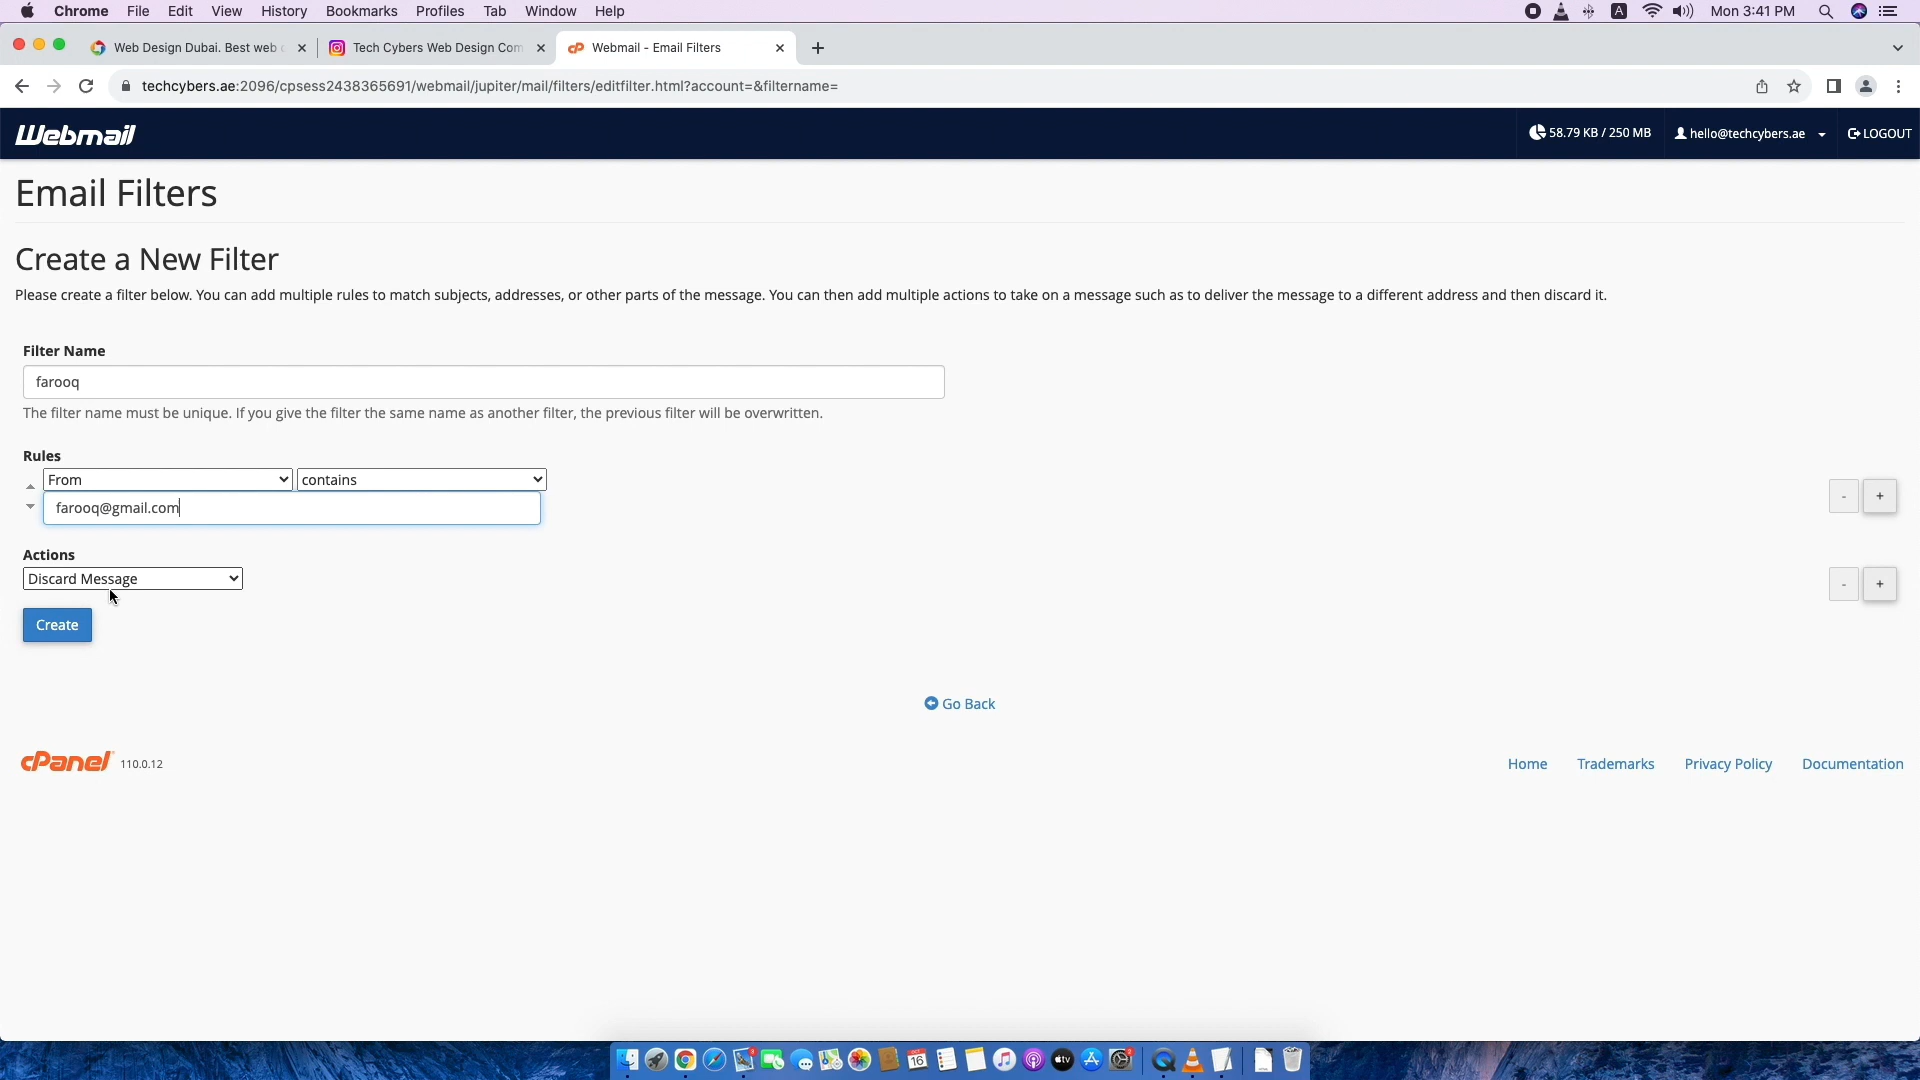 Chrome File Edit View History Bookmarks Profiles Tab Window Help A Mon 3:41 PM
Web Design Dubai. Best web Tech Cybers Web Design Com Webmail - Email Filters
techcybers.ae:2096/cpsess2438365691/webmail/jupiter/mail/filters/editfilter.html?account=&filtername=
Webmail 58.79 KB / 250 MB hello@techcybers.ae LOGOUT
Email Filters
Create a New Filter
Please create a filter below. You can add multiple rules to match subjects, addresses, or other parts of the message. You can then add multiple actions to take on a message such as to deliver the message to a different address and then discard it.
Filter Name
farooq
The filter name must be unique. If you give the filter the same name as another filter, the previous filter will be overwritten.
Rules
From contains
farooq@gmail.com
- +
Actions
Discard Message
- +
Create
Go Back
cPanel 110.0.12 Home Trademarks Privacy Policy Documentation
16 tv